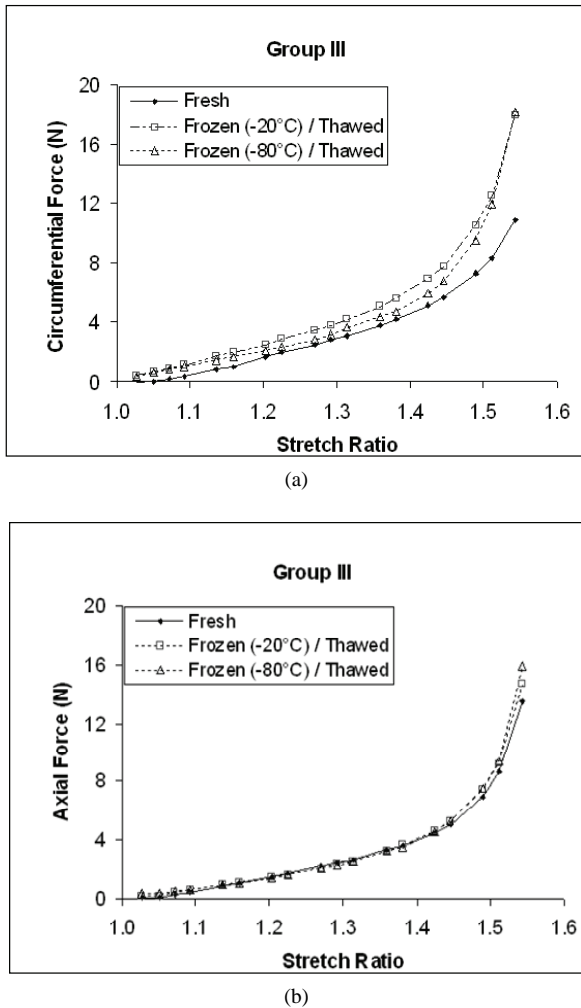 Group III
Fresh
Frozen (-20°C) / Thawed
Frozen (-80°C) / Thawed
Circumferential Force (N)
20
16
12
8
4
0
1.0 1.1 1.2 1.3 1.4 1.5 1.6
Stretch Ratio
(a)
Group III
Fresh
Frozen (-20°C) / Thawed
Frozen (-80°C) / Thawed
Axial Force (N)
20
16
12
8
4
0
1.0 1.1 1.2 1.3 1.4 1.5 1.6
Stretch Ratio
(b)